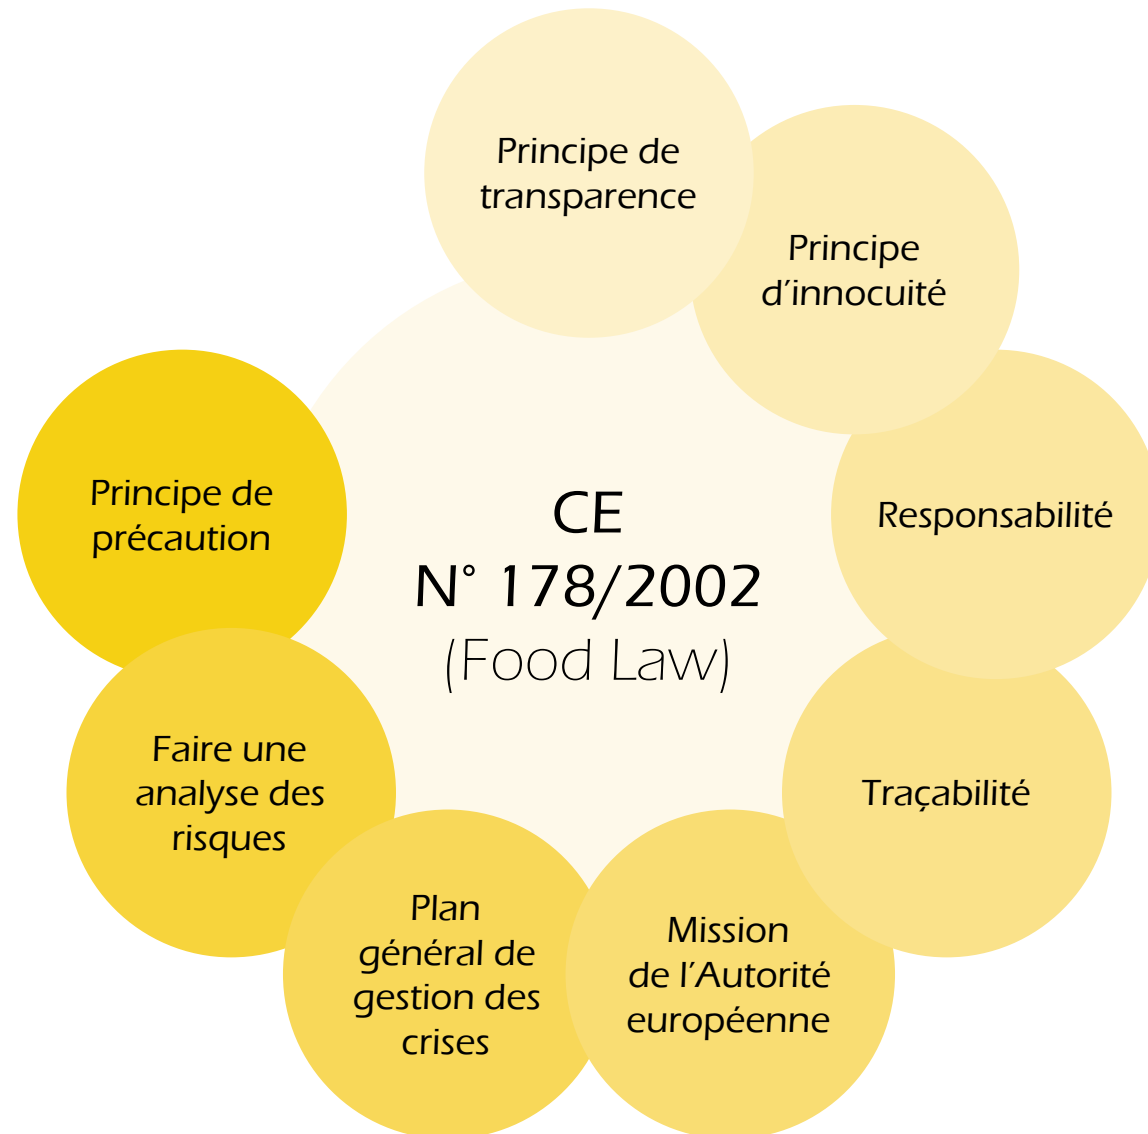 Principe de
transparence
Principe
d'innocuité
Responsabilité
Traçabilité
Mission
de l'Autorité
européenne
Plan
général de
gestion des
crises
Faire une
analyse des
risques
Principe de
précaution
CE
N° 178/2002
(Food Law)